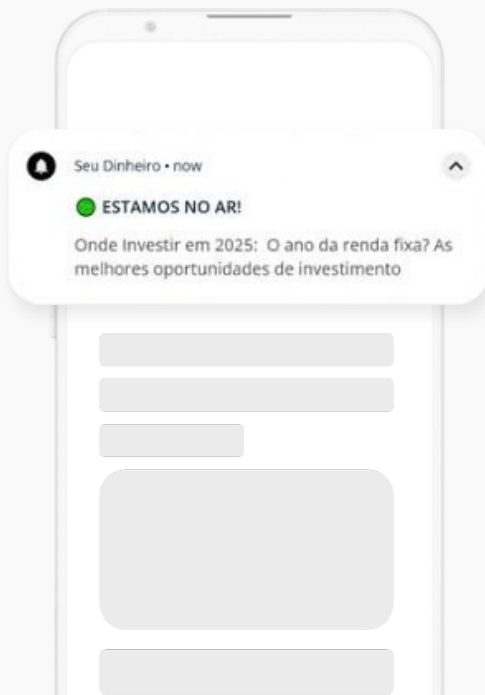 Seu Dinheiro • now
ESTAMOS NO AR!
Onde Investir em 2025: O ano da renda fixa? As
melhores oportunidades de investimento